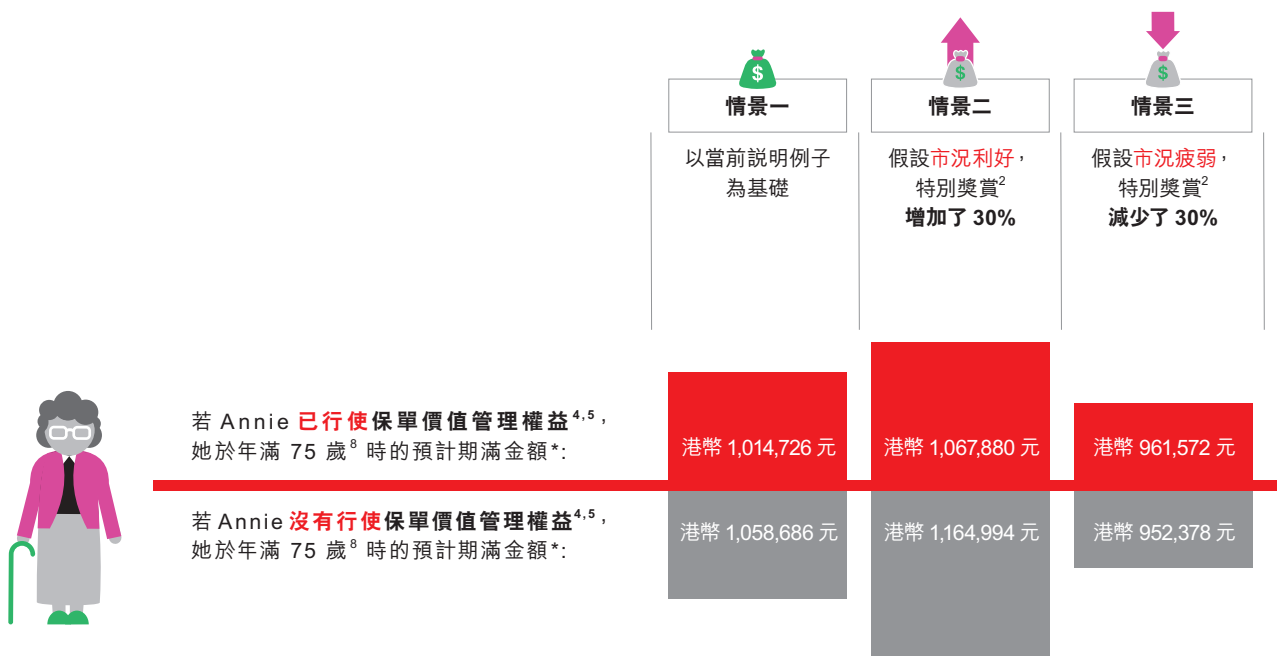 $
情景一
以當前説明例子
為基礎
$
情景二
假設市況利好，
特別獎賞2
增加了 30%
$
情景三
假設市況疲弱，
特別獎賞2
減少了 30%
若 Annie 已行使保單價值管理權益4,5，
她於年滿 75 歲8 時的預計期滿金額*:
港幣 1,014,726 元
港幣 1,067,880 元
港幣 961,572 元
若 Annie 沒有行使保單價值管理權益4,5，
她於年滿 75 歲8 時的預計期滿金額*:
港幣 1,058,686 元
港幣 1,164,994 元
港幣 952,378 元